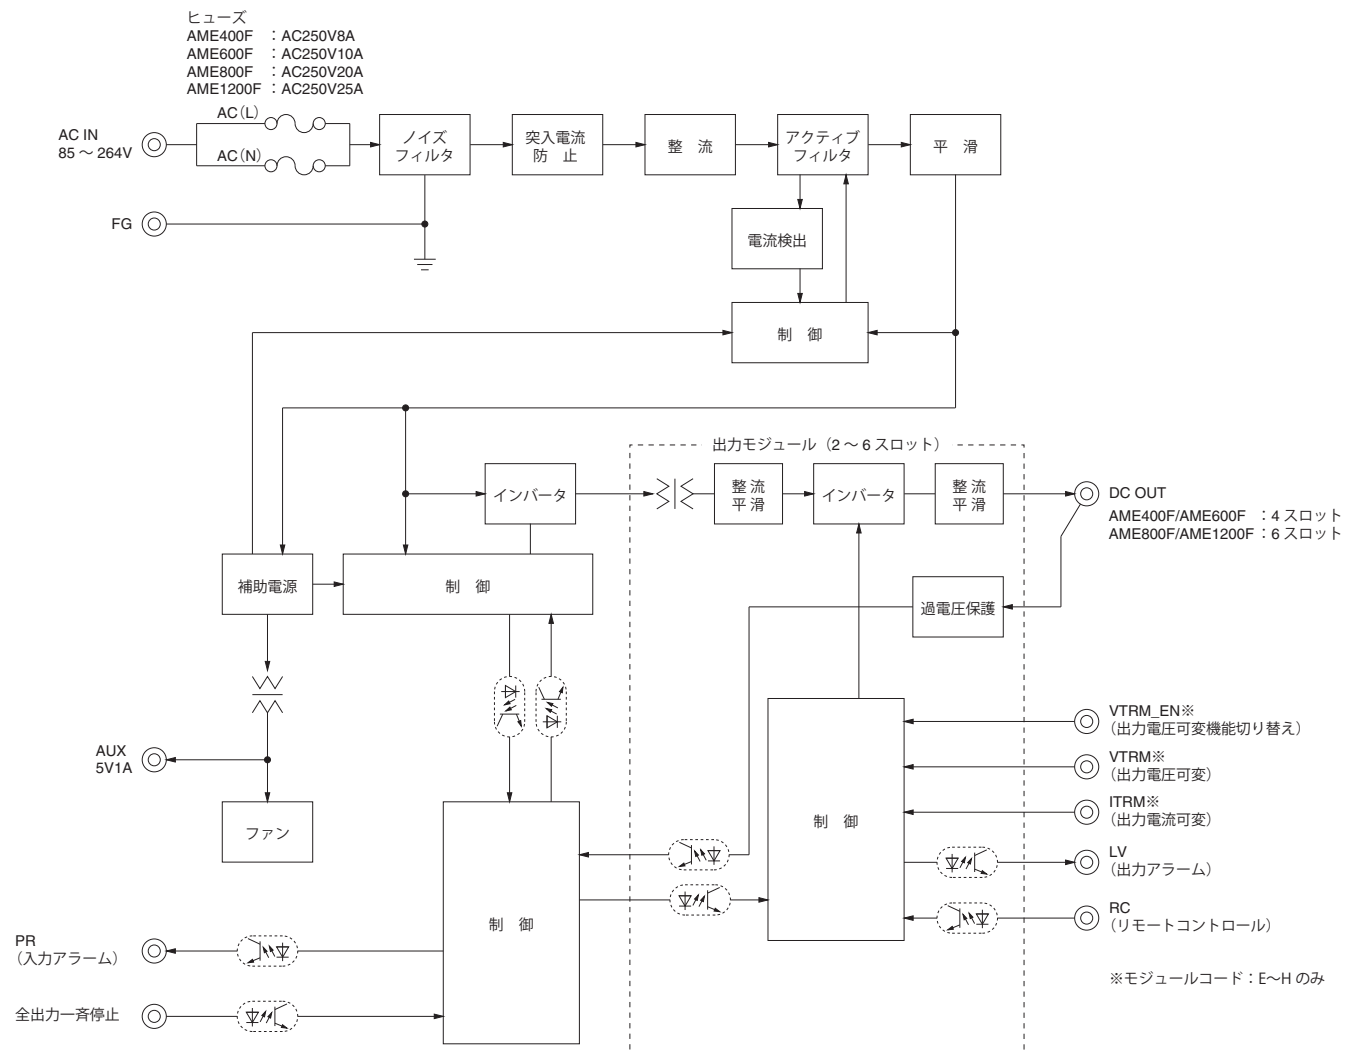 ヒューズ
AME400F ：AC250V8A
AME600F ：AC250V10A
AME800F ：AC250V20A
AME1200F ：AC250V25A
AC（L）
AC IN
85 ～ 264V
AC（N）
ノイズ
フィルタ
突入電流
防 止
整 流
アクティブ
フィルタ
平 滑
FG
電流検出
制 御
出力モジュール（2 ～ 6 スロット）
インバータ
整 流
平 滑
インバータ
整 流
平 滑
DC OUT
AME400F/AME600F ：4 スロット
AME800F/AME1200F ：6 スロット
補助電源
制 御
過電圧保護
VTRM_EN※
（出力電圧可変機能切り替え）
VTRM※
（出力電圧可変）
ITRM※
（出力電流可変）
LV
（出力アラーム）
RC
（リモートコントロール）
AUX
5V1A
ファン
制 御
制 御
PR
（入力アラーム）
全出力一斉停止
※モジュールコード：E～H のみ